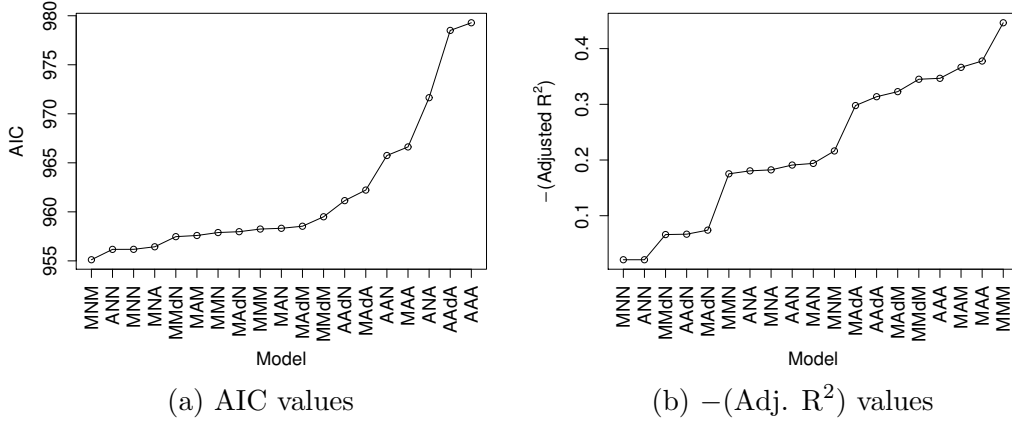 AIC
980
975
970
965
960
955
MNM
ANN
MNN
MNA
MMdN
MAM
MMN
MAdN
MMM
MAN
MAdM
MMdM
AAdN
MAdA
AAN
MAA
ANA
AAdA
AAA
Model
(a) AIC values
−(Adjusted R²)
0.4
0.3
0.2
0.1
MNN
ANN
MMdN
AAdN
MAdN
MMN
ANA
MNA
AAN
MAN
MNM
MAdA
AAdA
MAdM
MMdM
AAA
MAM
MAA
MMM
Model
(b) −(Adj. R²) values